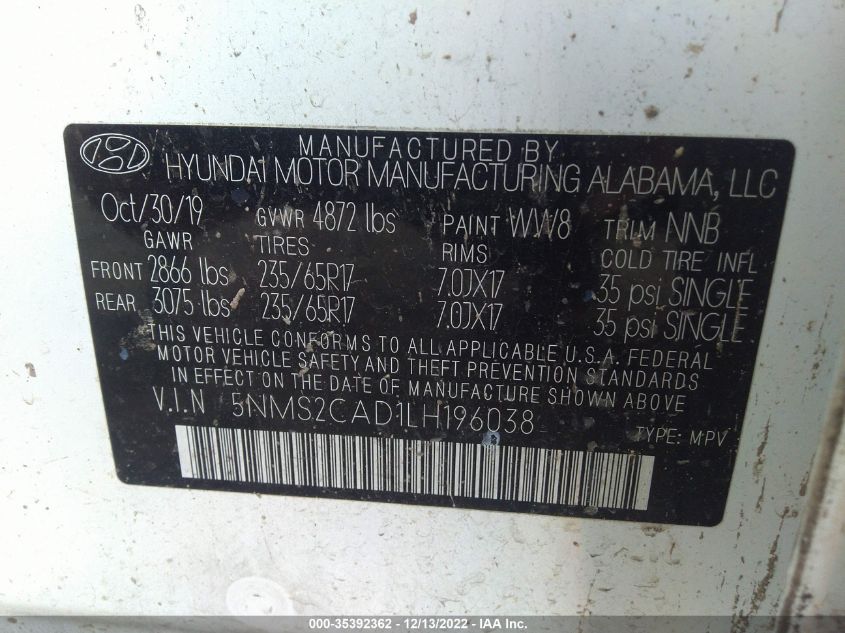 MANUFACTURED BY
HYUNDAI MOTOR MANUFACTURING ALABAMA, LLC
Oct/30/19 GVWR 4872 lbs PAINT WW8 TRIM NNB
GAWR TIRES RIMS COLD TIRE INFL
FRONT 2866 lbs 235/65R17 7.0JX17 35 psi SINGLE
REAR 3075 lbs 235/65R17 7.0JX17 35 psi SINGLE
THIS VEHICLE CONFORMS TO ALL APPLICABLE U.S.A. FEDERAL
MOTOR VEHICLE SAFETY AND THEFT PREVENTION STANDARDS
IN EFFECT ON THE DATE OF MANUFACTURE SHOWN ABOVE
V.I.N 5NMS2CAD1LH196038 TYPE: MPV
000-35392362 - 12/13/2022 - IAA Inc.